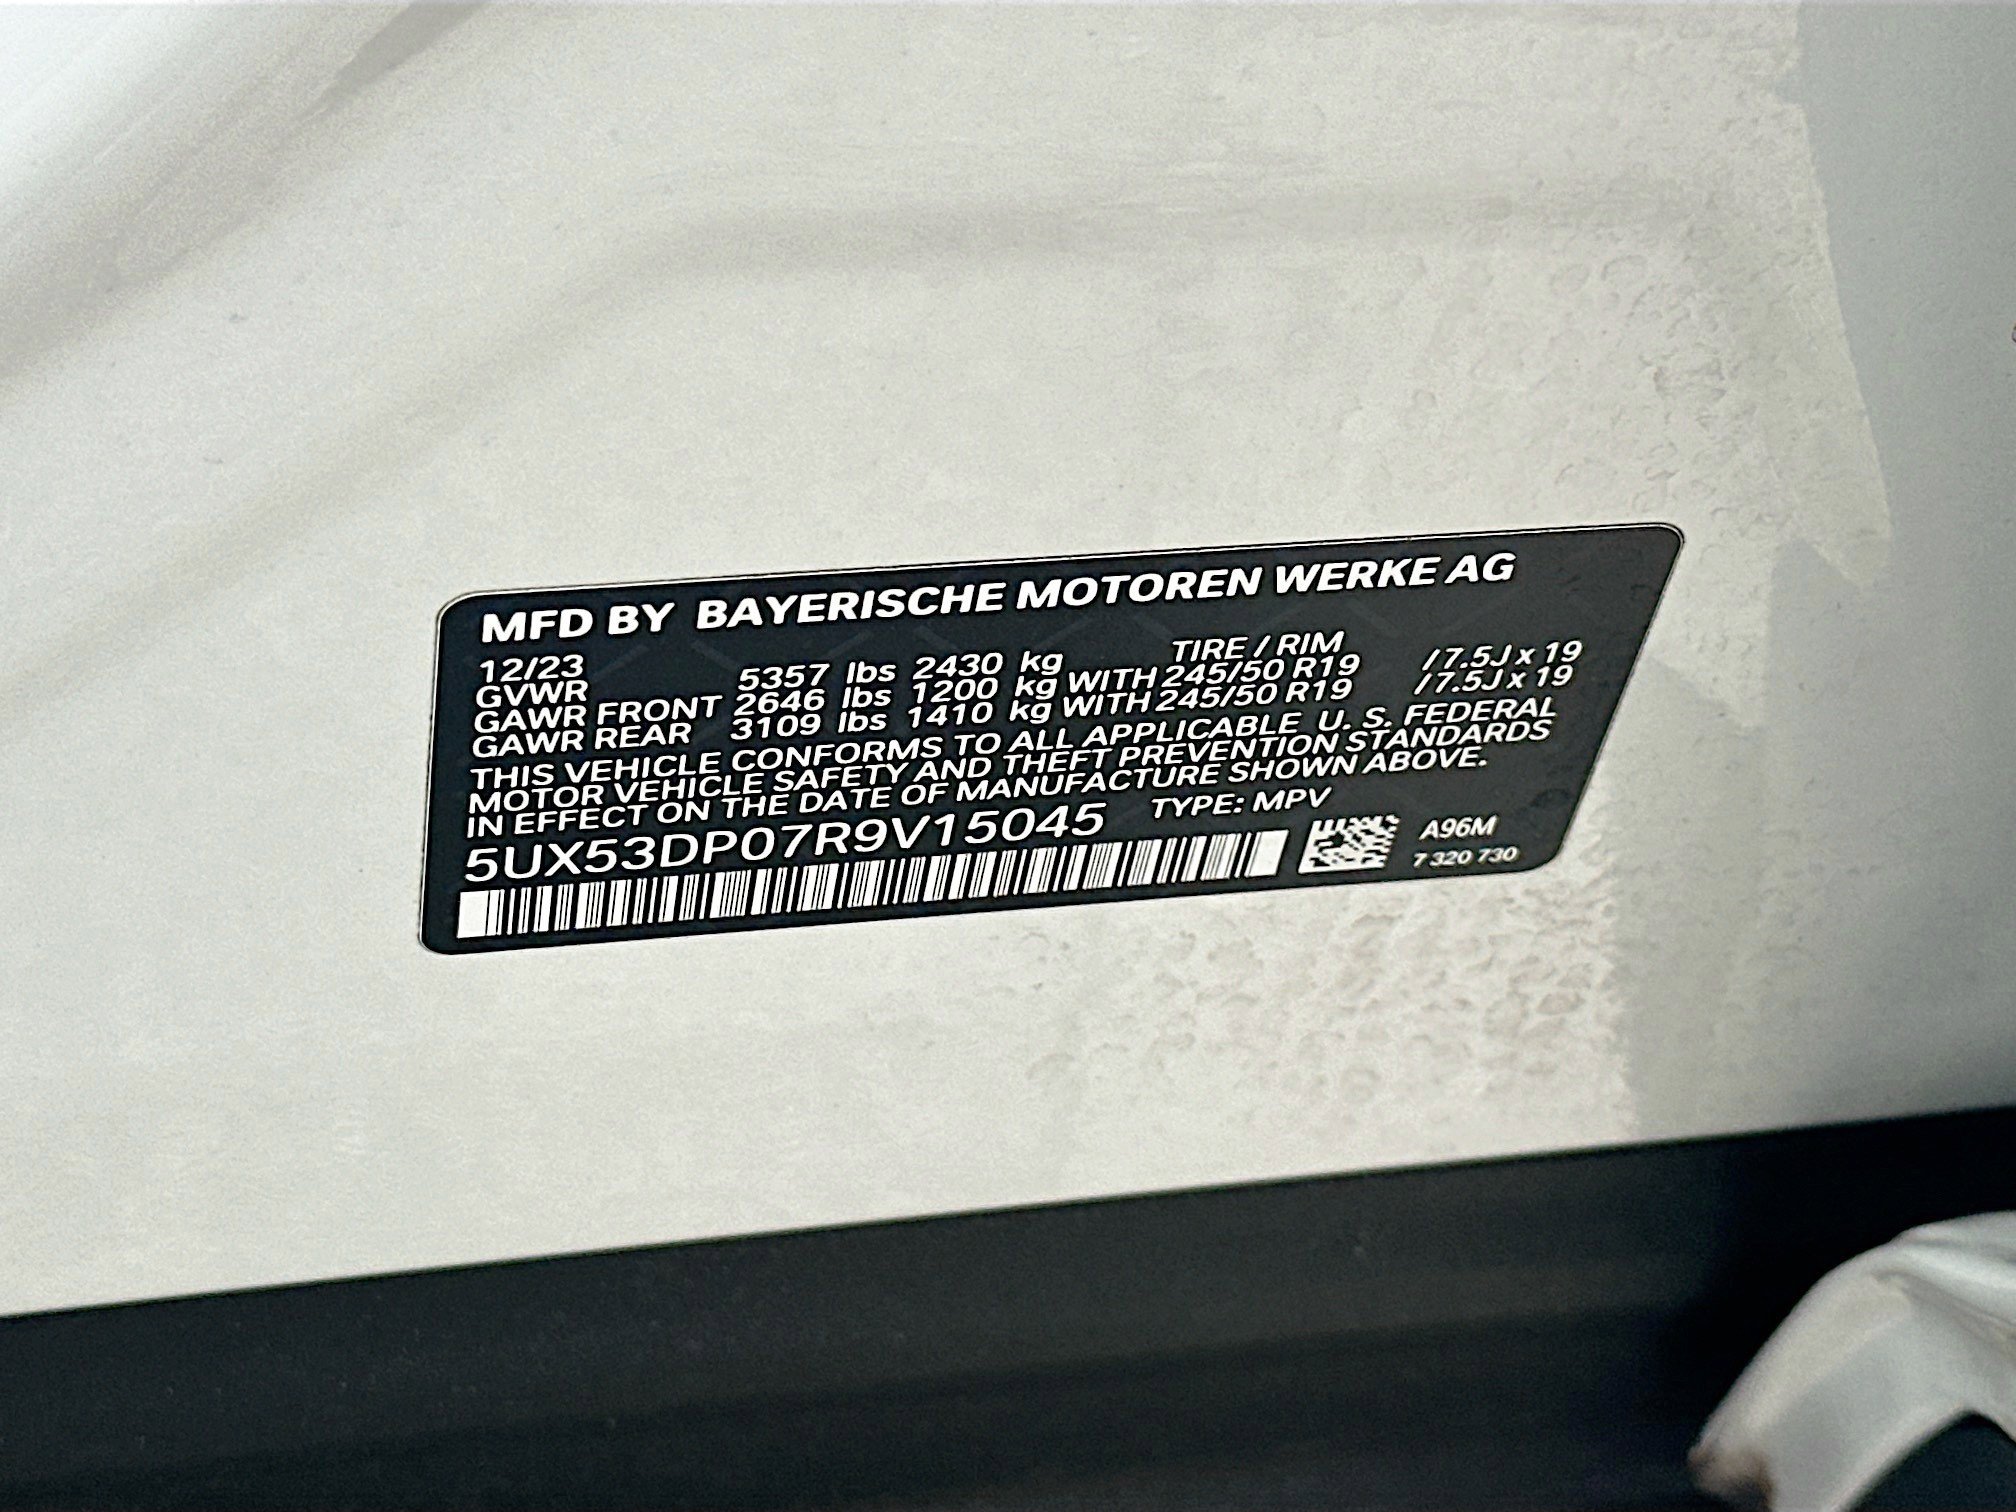 MFD BY BAYERISCHE MOTOREN WERKE AG
12/23 TIRE / RIM
GVWR 5357 lbs 2430 kg
GAWR FRONT 2646 lbs 1200 kg WITH 245/50 R19 / 7.5J x 19
GAWR REAR 3109 lbs 1410 kg WITH 245/50 R19 / 7.5J x 19
THIS VEHICLE CONFORMS TO ALL APPLICABLE U. S. FEDERAL
MOTOR VEHICLE SAFETY AND THEFT PREVENTION STANDARDS
IN EFFECT ON THE DATE OF MANUFACTURE SHOWN ABOVE.
5UX53DP07R9V15045 TYPE: MPV
A96M
7 320 730